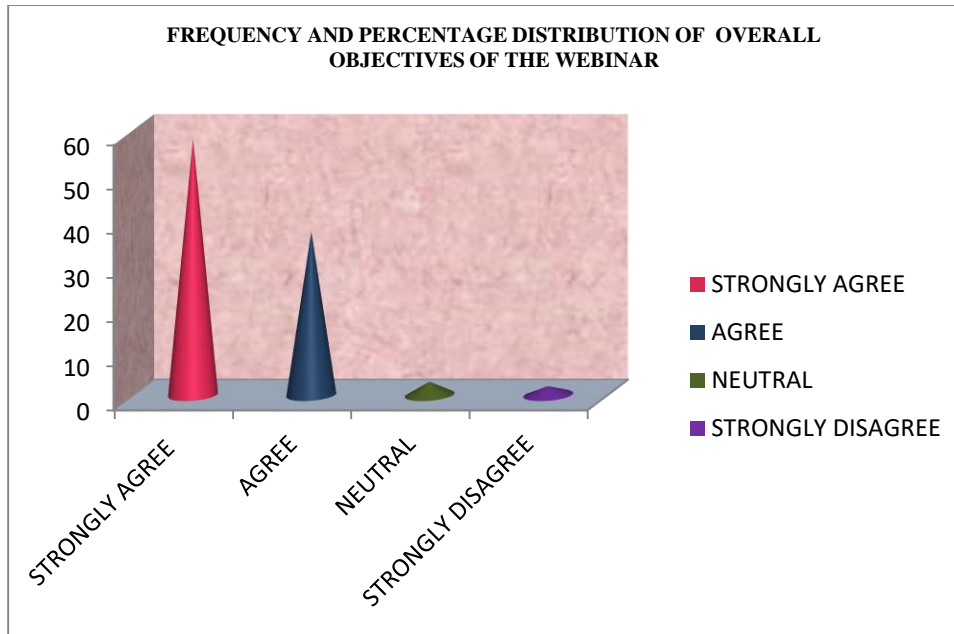 FREQUENCY AND PERCENTAGE DISTRIBUTION OF OVERALL
OBJECTIVES OF THE WEBINAR
60
50
40
30
20
10
0
STRONGLY AGREE
AGREE
NEUTRAL
STRONGLY DISAGREE
STRONGLY AGREE
AGREE
NEUTRAL
STRONGLY DISAGREE